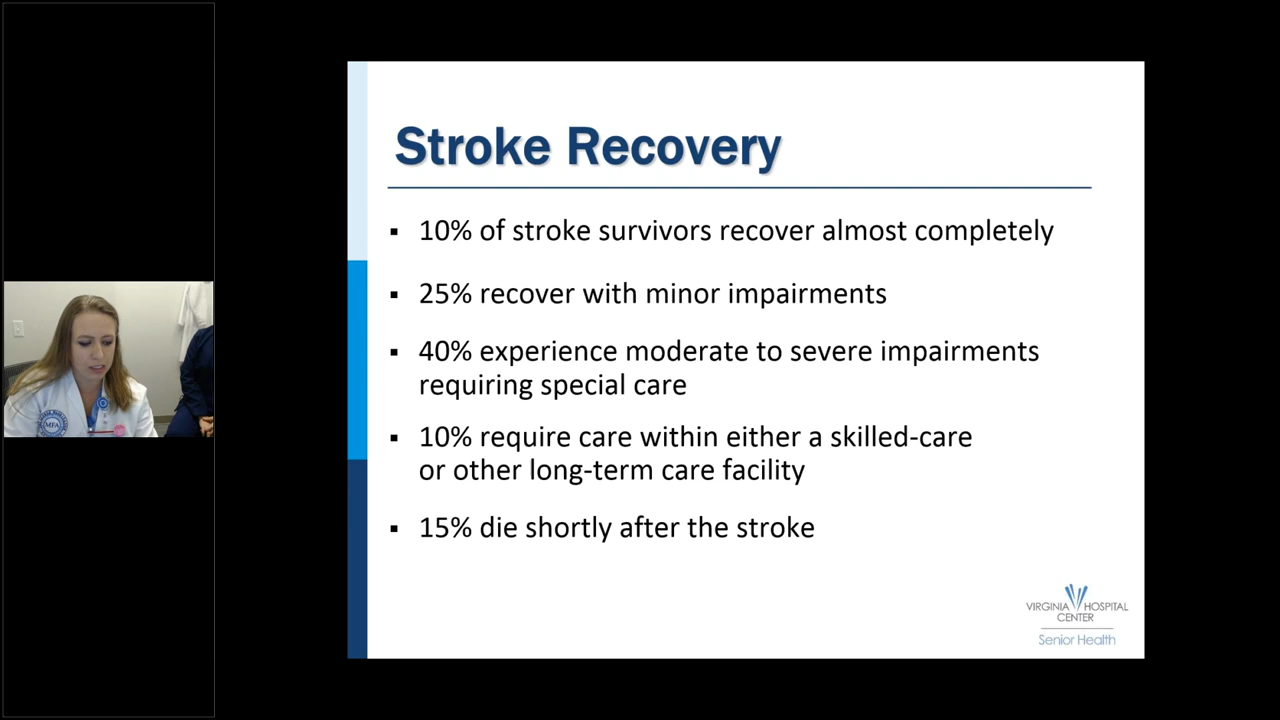 Stroke Recovery
▪ 10% of stroke survivors recover almost completely
▪ 25% recover with minor impairments
▪ 40% experience moderate to severe impairments
requiring special care
▪ 10% require care within either a skilled-care
or other long-term care facility
▪ 15% die shortly after the stroke
VIRGINIA HOSPITAL
CENTER
Senior Health
MFA